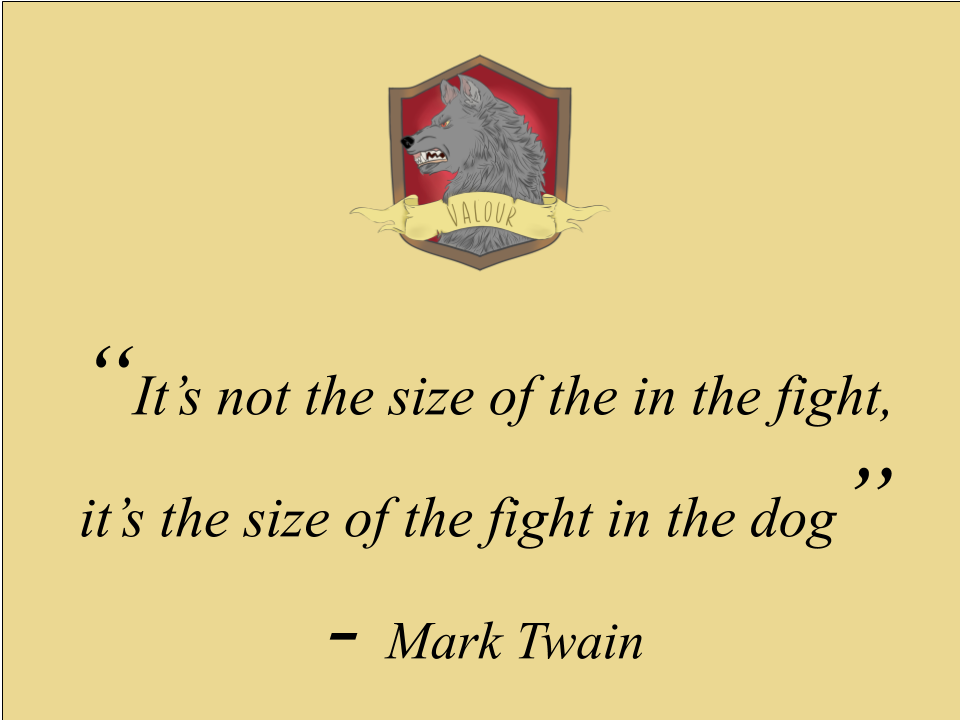 VALOUR
“It’s not the size of the in the fight,
it’s the size of the fight in the dog”
- Mark Twain